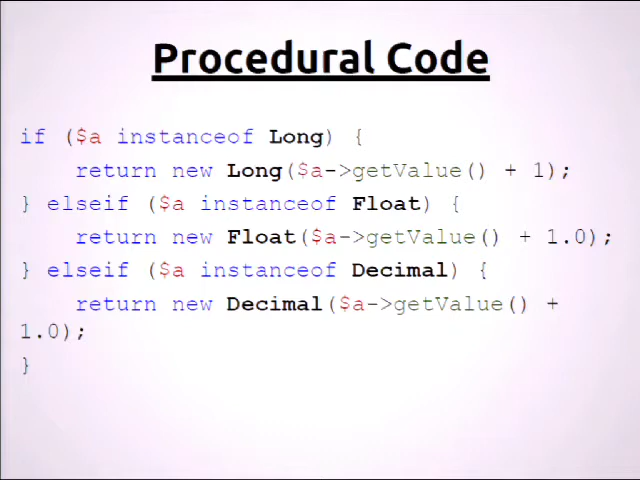 Procedural Code
if ($a instanceof Long) {
return new Long($a->getValue() + 1);
} elseif ($a instanceof Float) {
return new Float($a->getValue() + 1.0);
} elseif ($a instanceof Decimal) {
return new Decimal($a->getValue() +
1.0);
}